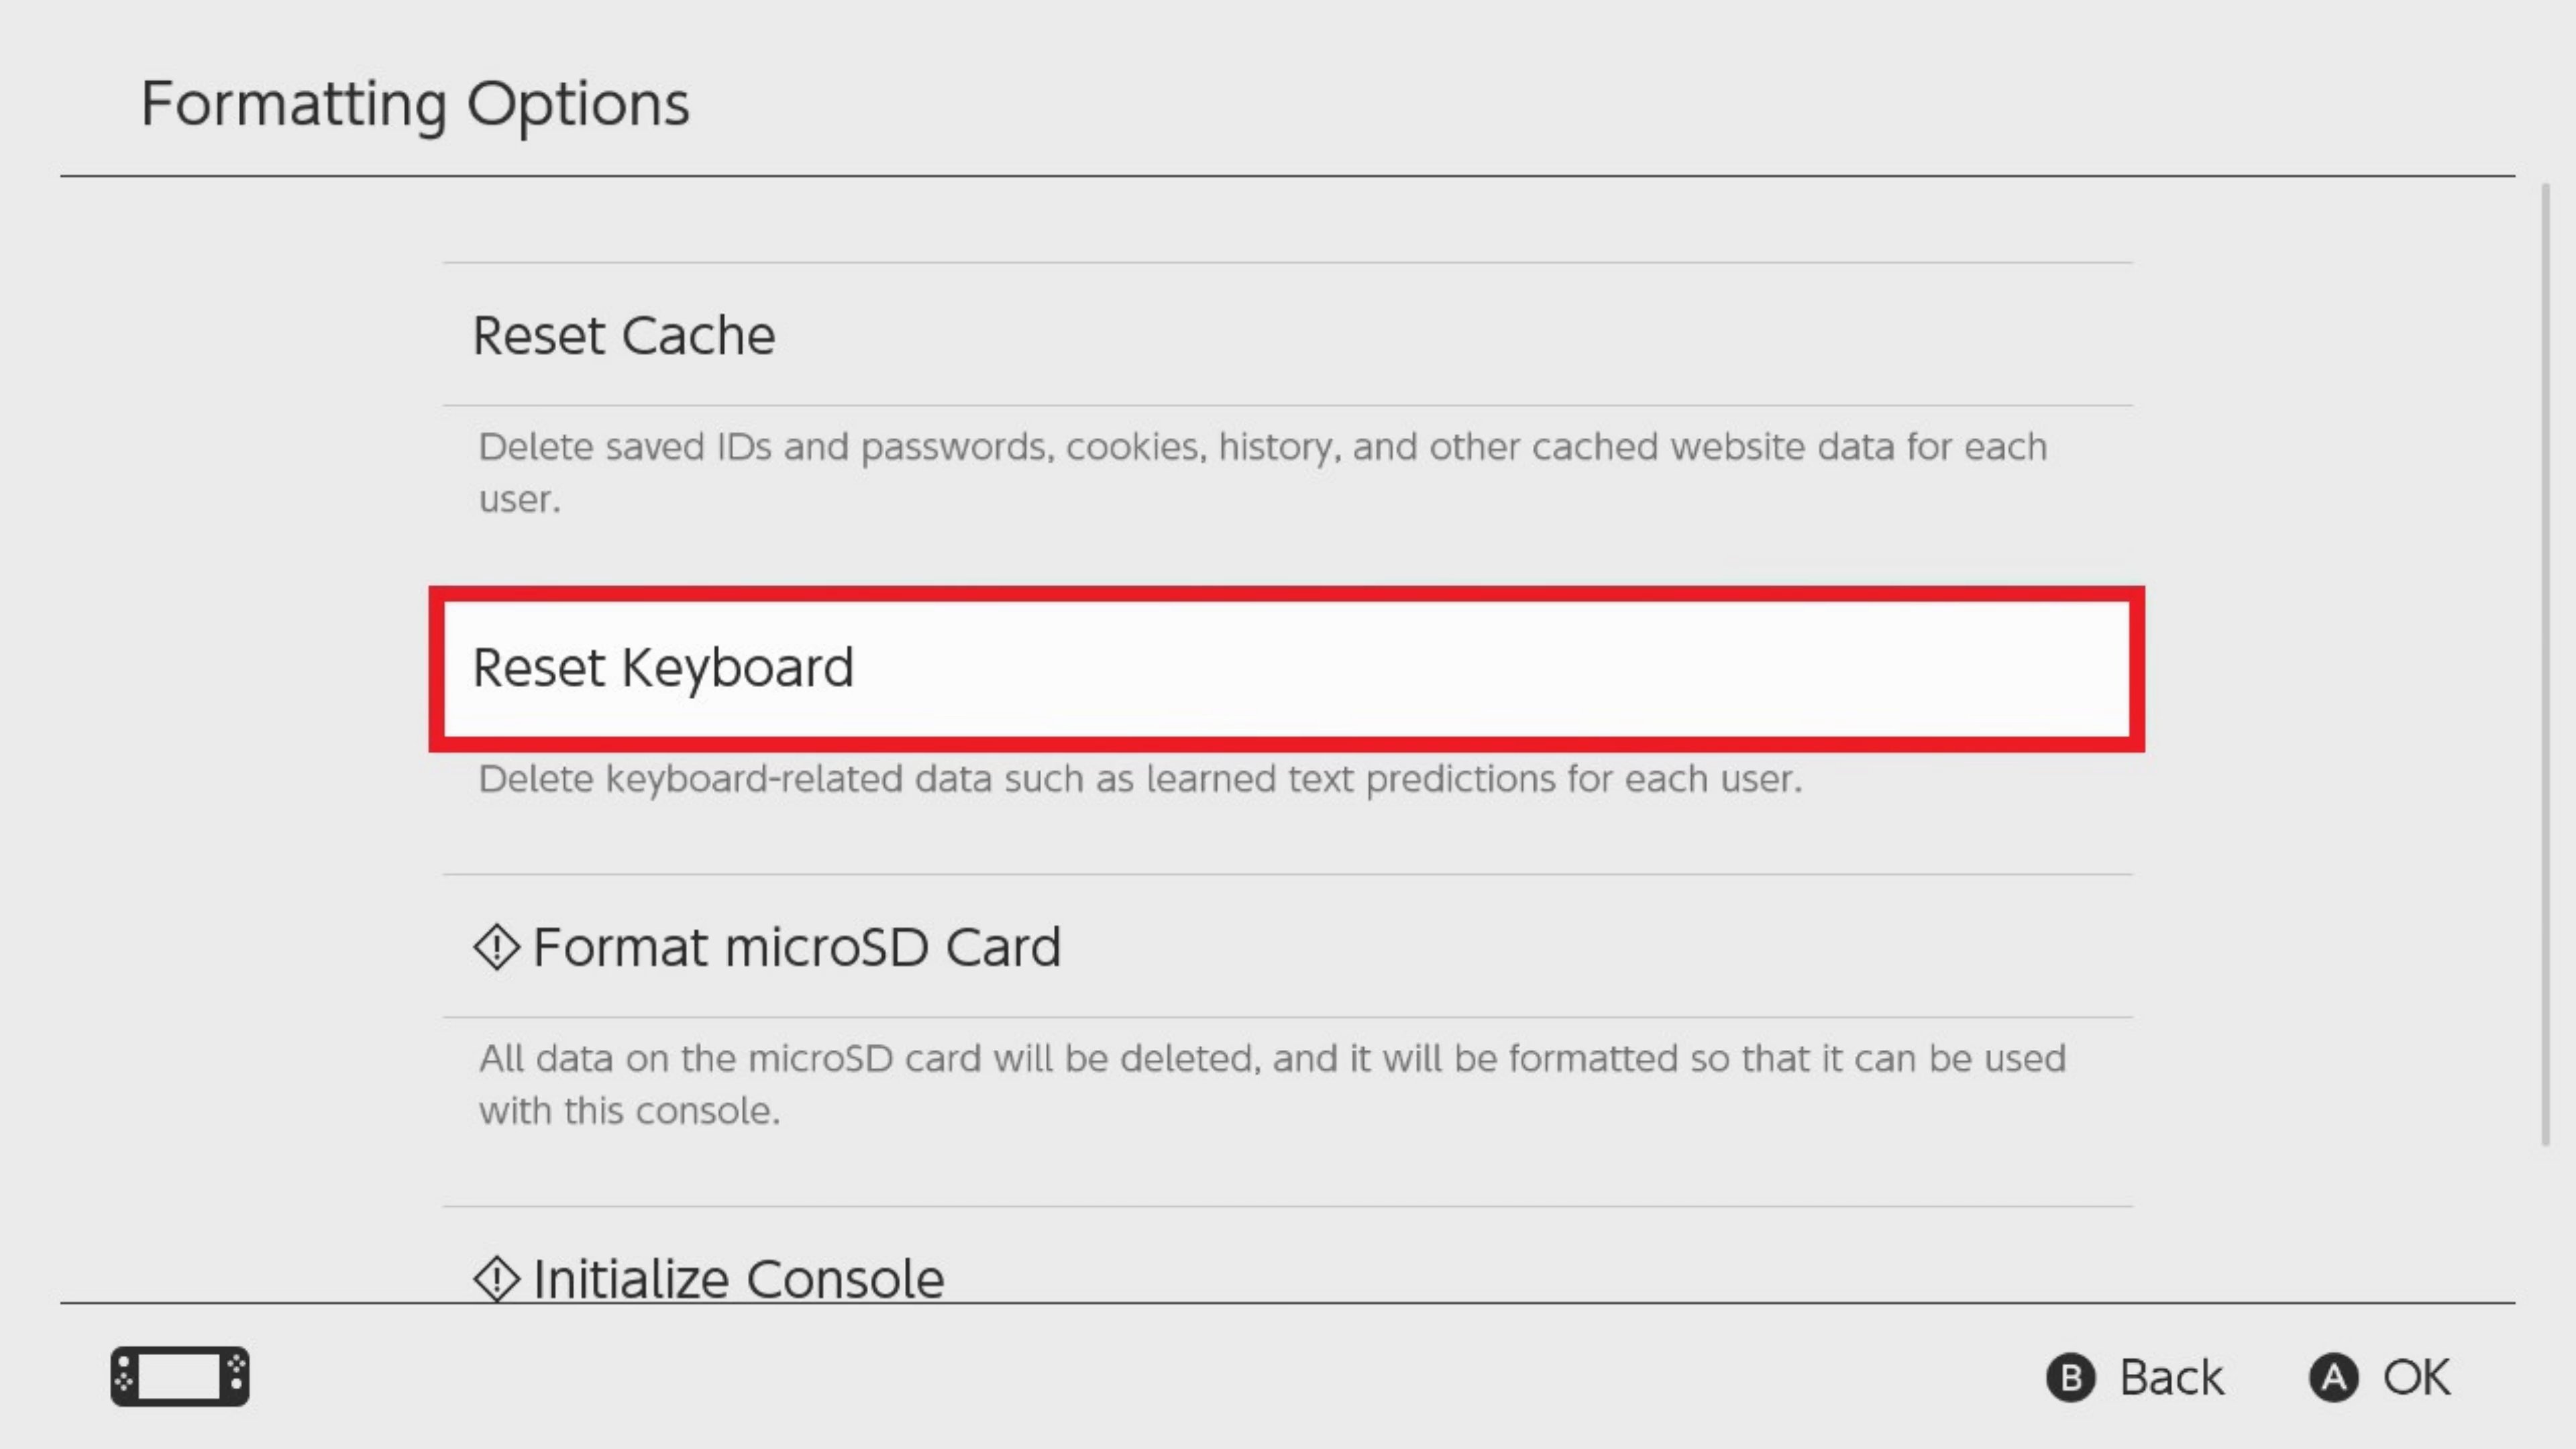 Formatting Options
Reset Cache
Delete saved IDs and passwords, cookies, history, and other cached website data for each
user.
Reset Keyboard
Delete keyboard-related data such as learned text predictions for each user.
Format microSD Card
All data on the microSD card will be deleted, and it will be formatted so that it can be used
with this console.
Initialize Console
B Back A OK